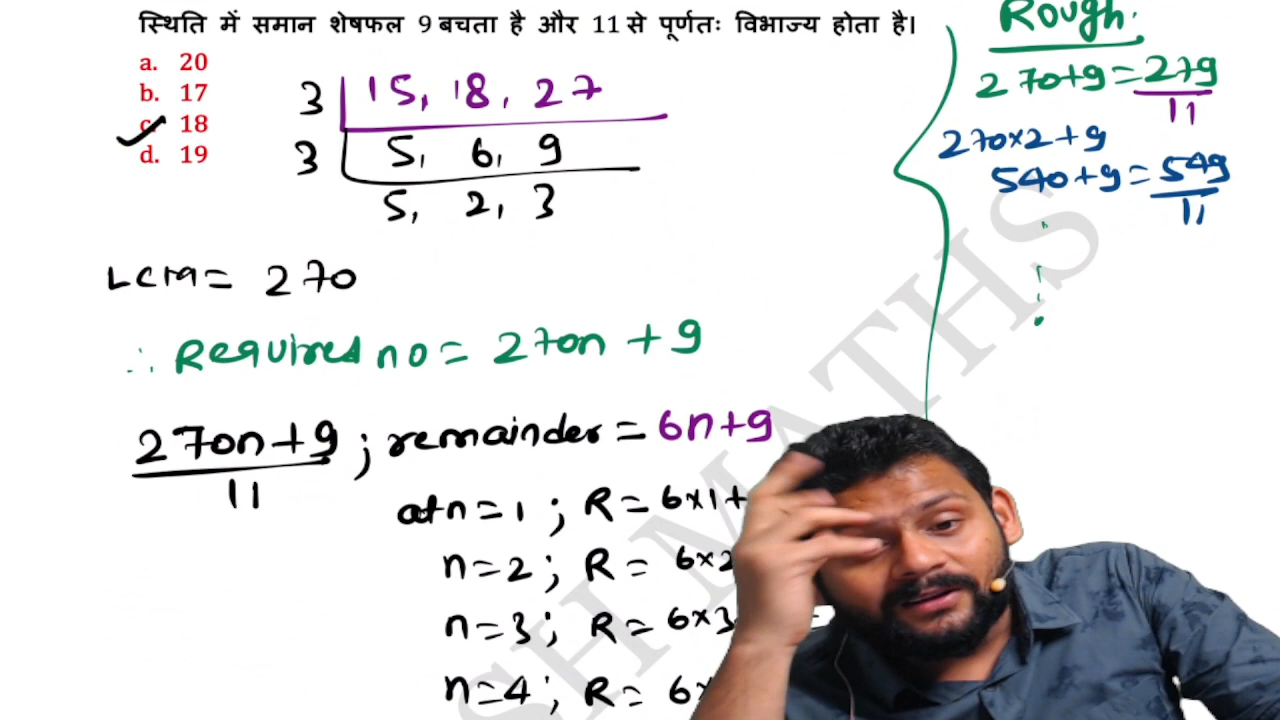 स्थिति में समान शेषफल 9 बचता है और 11 से पूर्णतः विभाज्य होता है।
a. 20
b. 17
c. 18
d. 19
3 15, 18, 27
3 5, 6, 9
5, 2, 3
LCM = 270
∴ Required no = 270n + 9
270n+9 / 11 ; remainder = 6n+9
at n = 1 ; R = 6×1+
n = 2 ; R = 6×2
n = 3 ; R = 6×3
n = 4 ; R = 6×
Rough:
270+9 = 279 / 11
270×2+9
540+9 = 549 / 11
SH MATHS